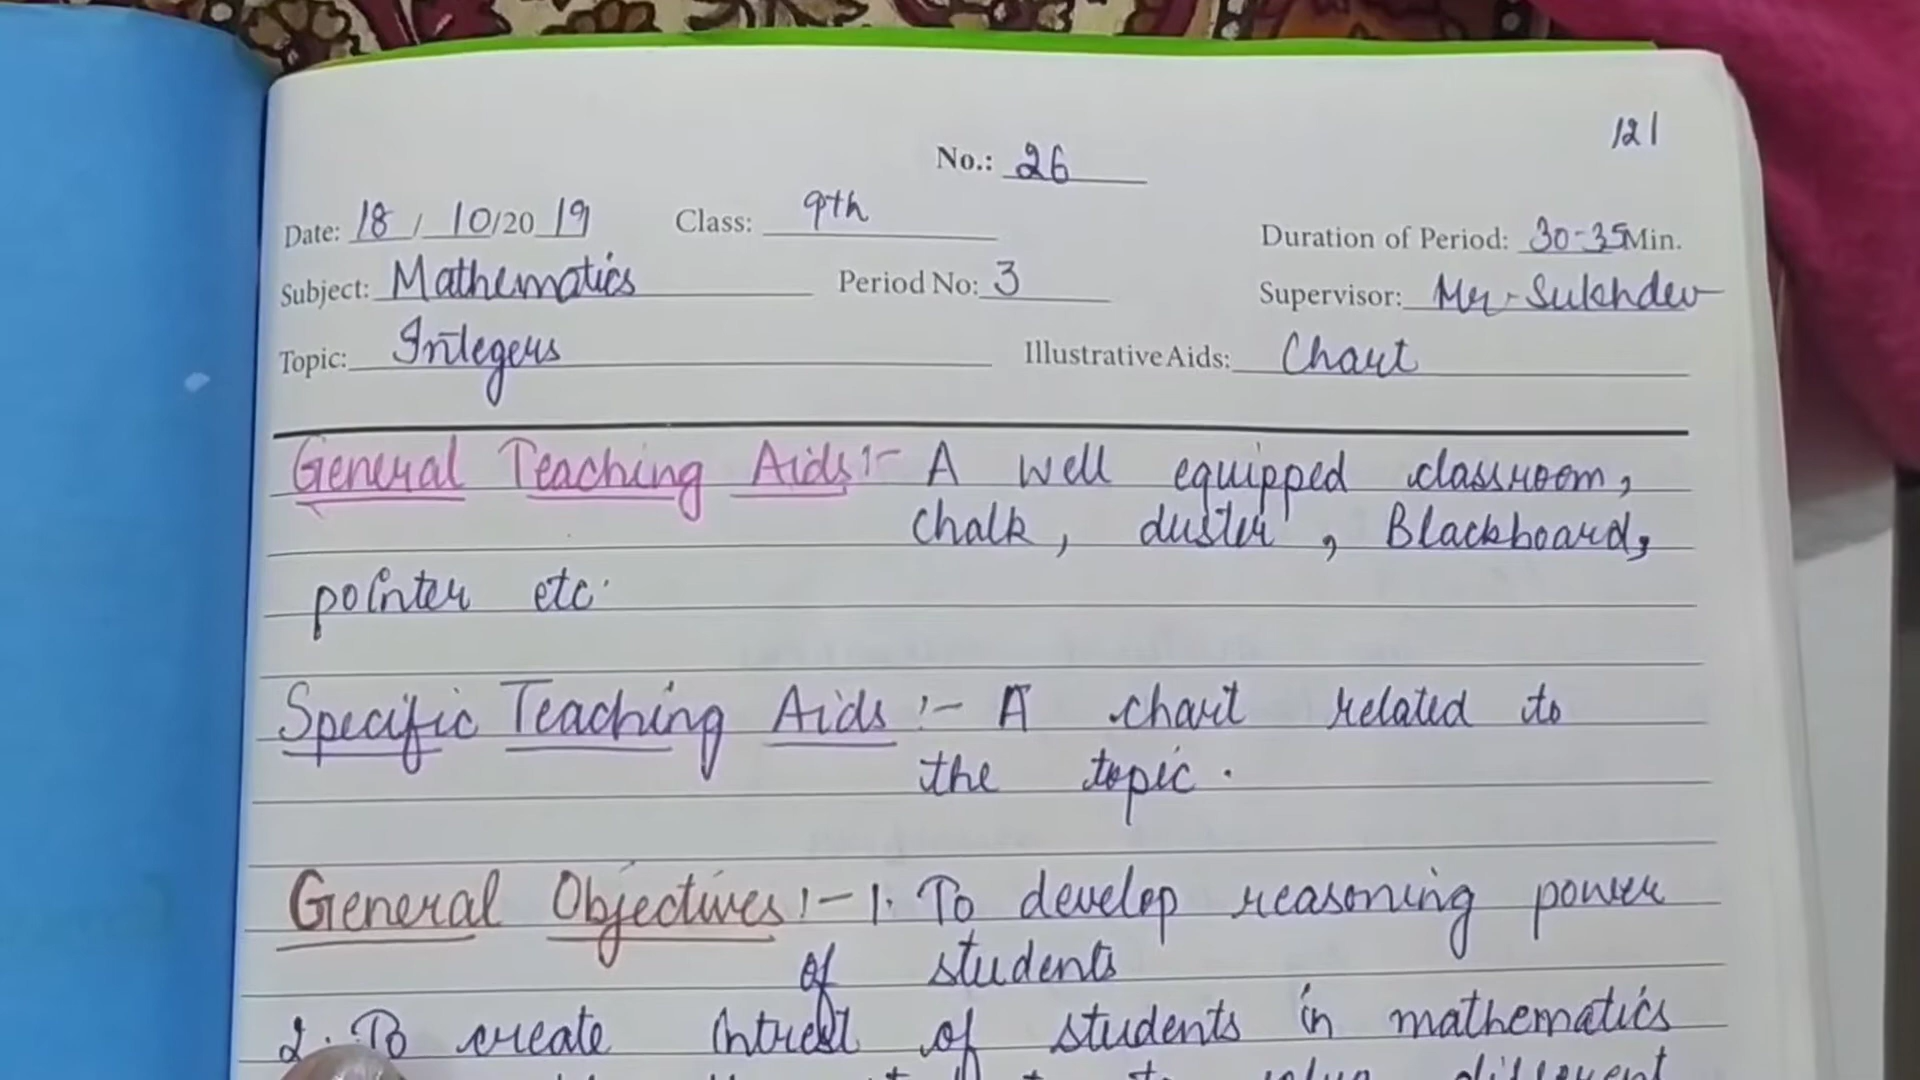 121
No.: 26
Date: 18 / 10/20 19 Class: 9th Duration of Period: 30-35 Min.
Subject: Mathematics Period No: 3 Supervisor: Mr. Sukhdev
Topic: Integers Illustrative Aids: Chart
General Teaching Aids :- A well equipped classroom,
chalk, duster, Blackboard,
pointer etc.
Specific Teaching Aids :- A chart related to
the topic.
General Objectives :- 1. To develop reasoning power
of students
2. To create intrest of students in mathematics
different